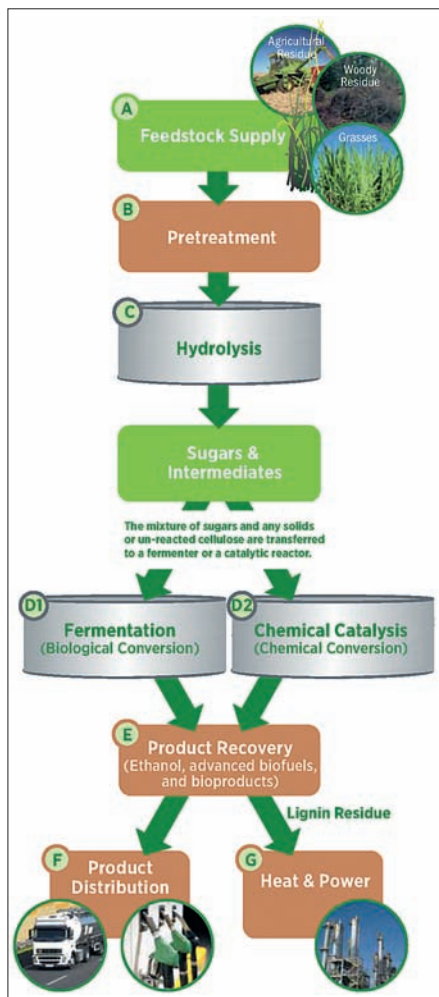 Agricultural
Residue
Woody
Residue
Grasses
A
Feedstock Supply
B
Pretreatment
C
Hydrolysis
Sugars &
Intermediates
The mixture of sugars and any solids
or un-reacted cellulose are transferred
to a fermenter or a catalytic reactor.
D1
Fermentation
(Biological Conversion)
D2
Chemical Catalysis
(Chemical Conversion)
E
Product Recovery
(Ethanol, advanced biofuels,
and bioproducts)
Lignin Residue
F
Product
Distribution
G
Heat & Power